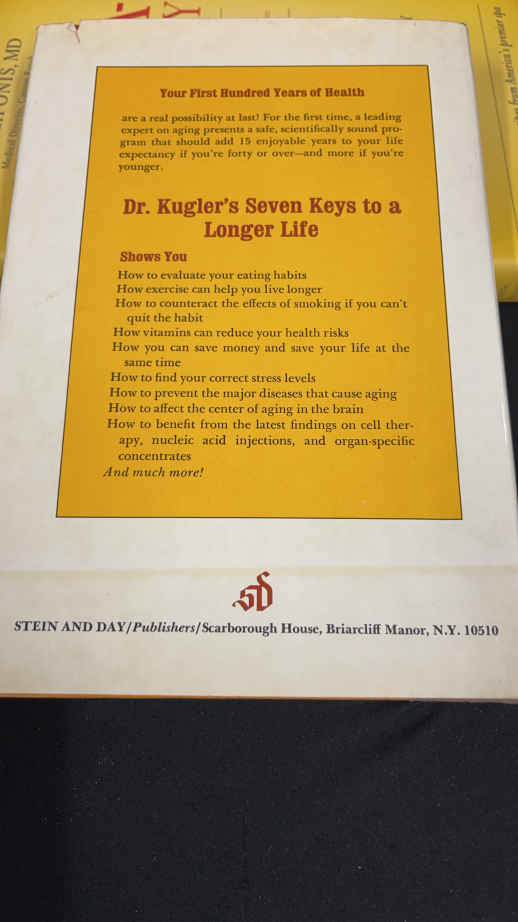 ONIS, MD
Your First Hundred Years of Health
are a real possibility at last! For the first time, a leading
expert on aging presents a safe, scientifically sound pro-
gram that should add 15 enjoyable years to your life
expectancy if you're forty or over—and more if you're
younger.
Dr. Kugler's Seven Keys to a
Longer Life
Shows You
How to evaluate your eating habits
How exercise can help you live longer
How to counteract the effects of smoking if you can't
quit the habit
How vitamins can reduce your health risks
How you can save money and save your life at the
same time
How to find your correct stress levels
How to prevent the major diseases that cause aging
How to affect the center of aging in the brain
How to benefit from the latest findings on cell ther-
apy, nucleic acid injections, and organ-specific
concentrates
And much more!
sd
STEIN AND DAY/Publishers/Scarborough House, Briarcliff Manor, N.Y. 10510
from America's premier spa